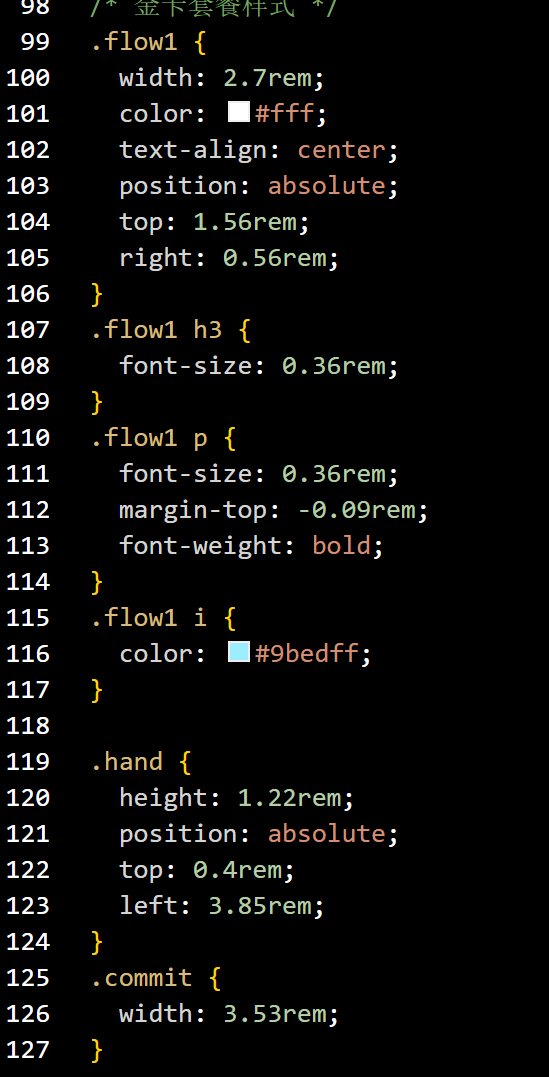 98 /* 金卡套餐样式 */
99 .flow1 {
100 width: 2.7rem;
101 color: #fff;
102 text-align: center;
103 position: absolute;
104 top: 1.56rem;
105 right: 0.56rem;
106 }
107 .flow1 h3 {
108 font-size: 0.36rem;
109 }
110 .flow1 p {
111 font-size: 0.36rem;
112 margin-top: -0.09rem;
113 font-weight: bold;
114 }
115 .flow1 i {
116 color: #9bedff;
117 }
118
119 .hand {
120 height: 1.22rem;
121 position: absolute;
122 top: 0.4rem;
123 left: 3.85rem;
124 }
125 .commit {
126 width: 3.53rem;
127 }